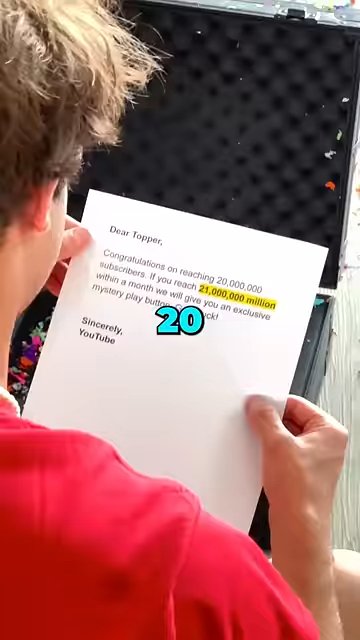 Dear Topper,
Congratulations on reaching 20,000,000
subscribers. If you reach 21,000,000 million
within a month we will give you an exclusive
mystery play button.
20
Sincerely,
YouTube